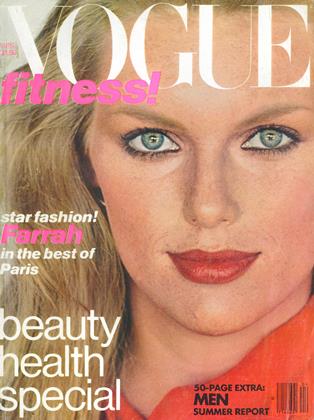 VOGUE
fitness!
star fashion!
Farrah
in the best of
Paris
beauty
health
special
50-PAGE EXTRA:
MEN
SUMMER REPORT